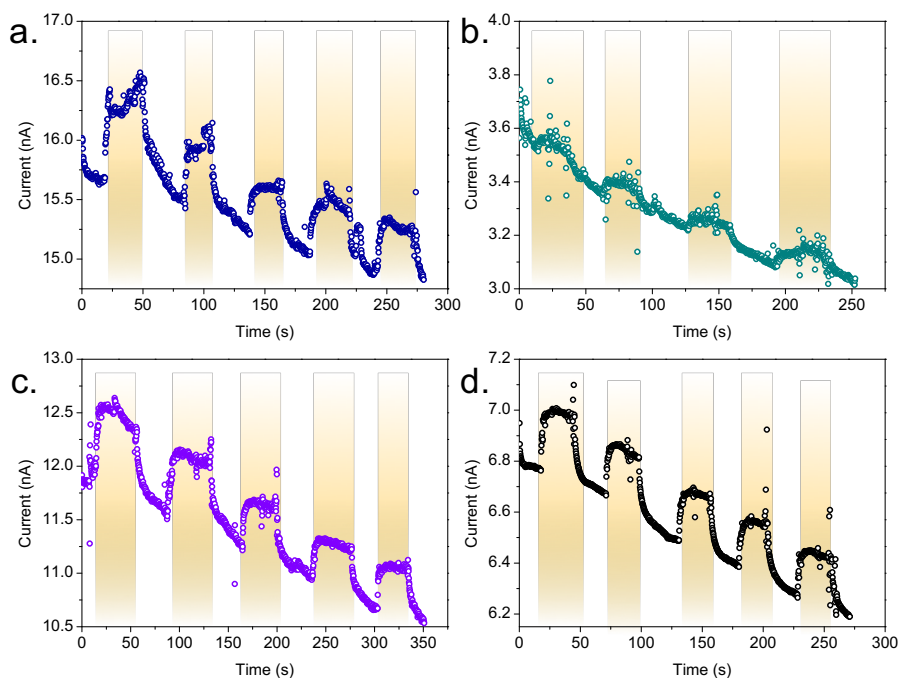 a.
17.0
16.5
16.0
15.5
15.0
Current (nA)
0 50 100 150 200 250 300
Time (s)
b.
4.0
3.8
3.6
3.4
3.2
3.0
Current (nA)
0 50 100 150 200 250
Time (s)
c.
13.0
12.5
12.0
11.5
11.0
10.5
Current (nA)
0 50 100 150 200 250 300 350
Time (s)
d.
7.2
7.0
6.8
6.6
6.4
6.2
Current (nA)
0 50 100 150 200 250 300
Time (s)